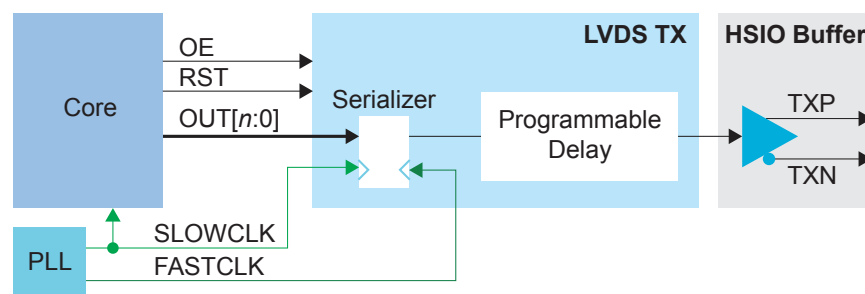 LVDS TX
HSIO Buffer
OE
RST
Core
Serializer
OUT[n:0]
Programmable
Delay
TXP
TXN
SLOWCLK
PLL
FASTCLK